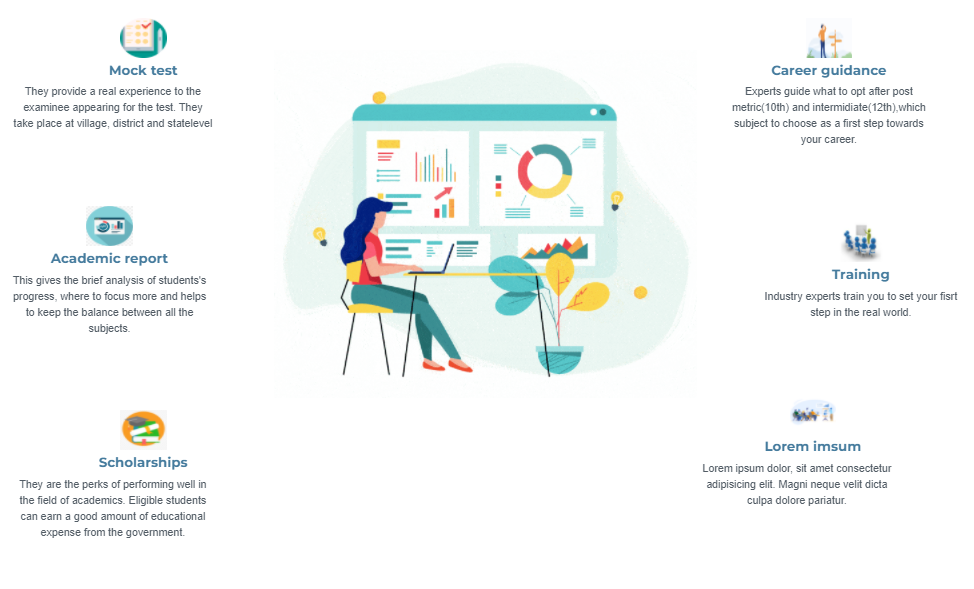 Mock test
They provide a real experience to the
examinee appearing for the test. They
take place at village, district and statelevel
Academic report
This gives the brief analysis of students's
progress, where to focus more and helps
to keep the balance between all the
subjects.
Scholarships
They are the perks of performing well in
the field of academics. Eligible students
can earn a good amount of educational
expense from the government.
Career guidance
Experts guide what to opt after post
metric(10th) and intermidiate(12th),which
subject to choose as a first step towards
your career.
Training
Industry experts train you to set your fisrt
step in the real world.
Lorem imsum
Lorem ipsum dolor, sit amet consectetur
adipisicing elit. Magni neque velit dicta
culpa dolore pariatur.